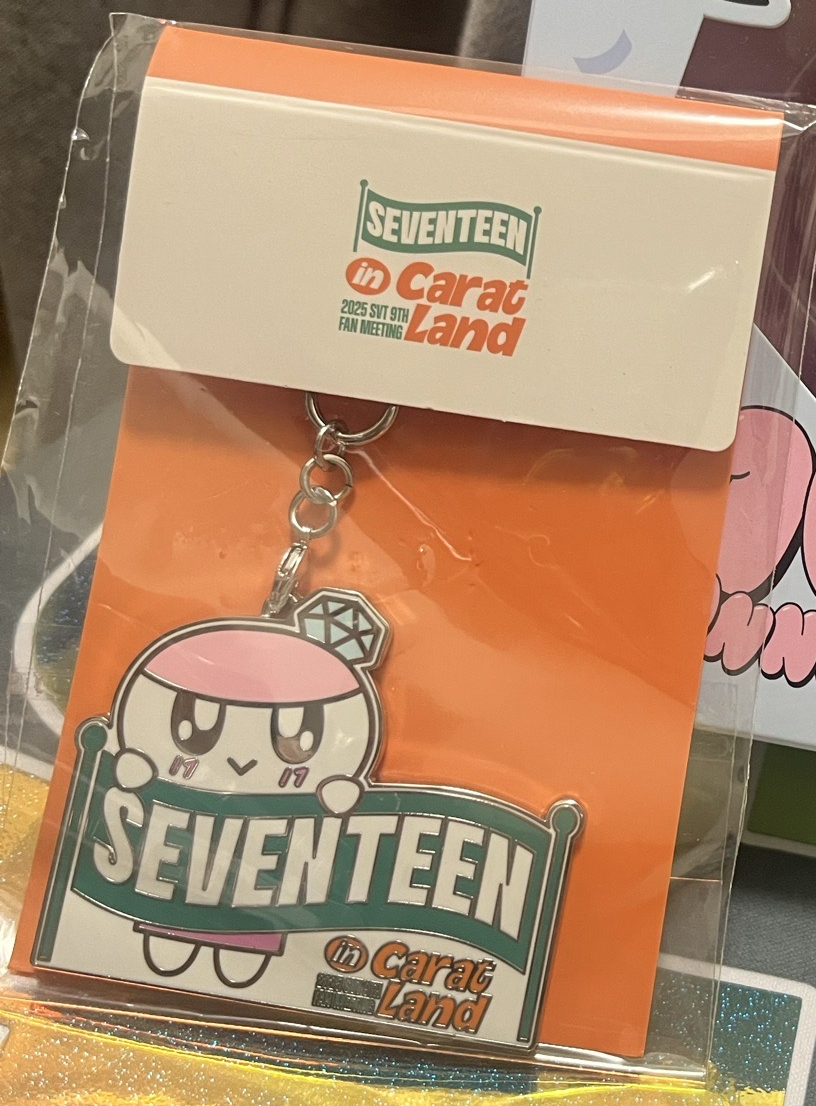 SEVENTEEN
in Carat
2025 SVT 9TH
FAN MEETING
Land
17 17
SEVENTEEN
in Carat
Land